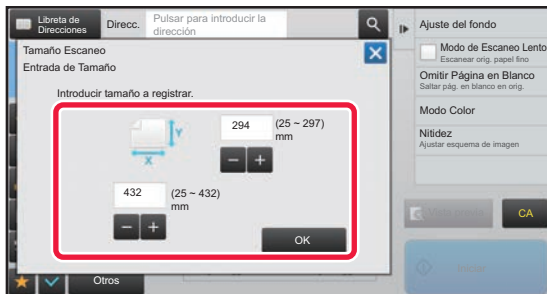 Libreta de
Direcciones
Direcc.
Pulsar para introducir la
dirección
Tamaño Escaneo
Entrada de Tamaño
Introducir tamaño a registrar.
Y
X
294
(25 ~ 297)
mm
432
(25 ~ 432)
mm
OK
Otros
Ajuste del fondo
Modo de Escaneo Lento
Escanear orig. papel fino
Omitir Página en Blanco
Saltar pág. en blanco en orig.
Modo Color
Nitidez
Ajustar esquema de imagen
CA
Iniciar